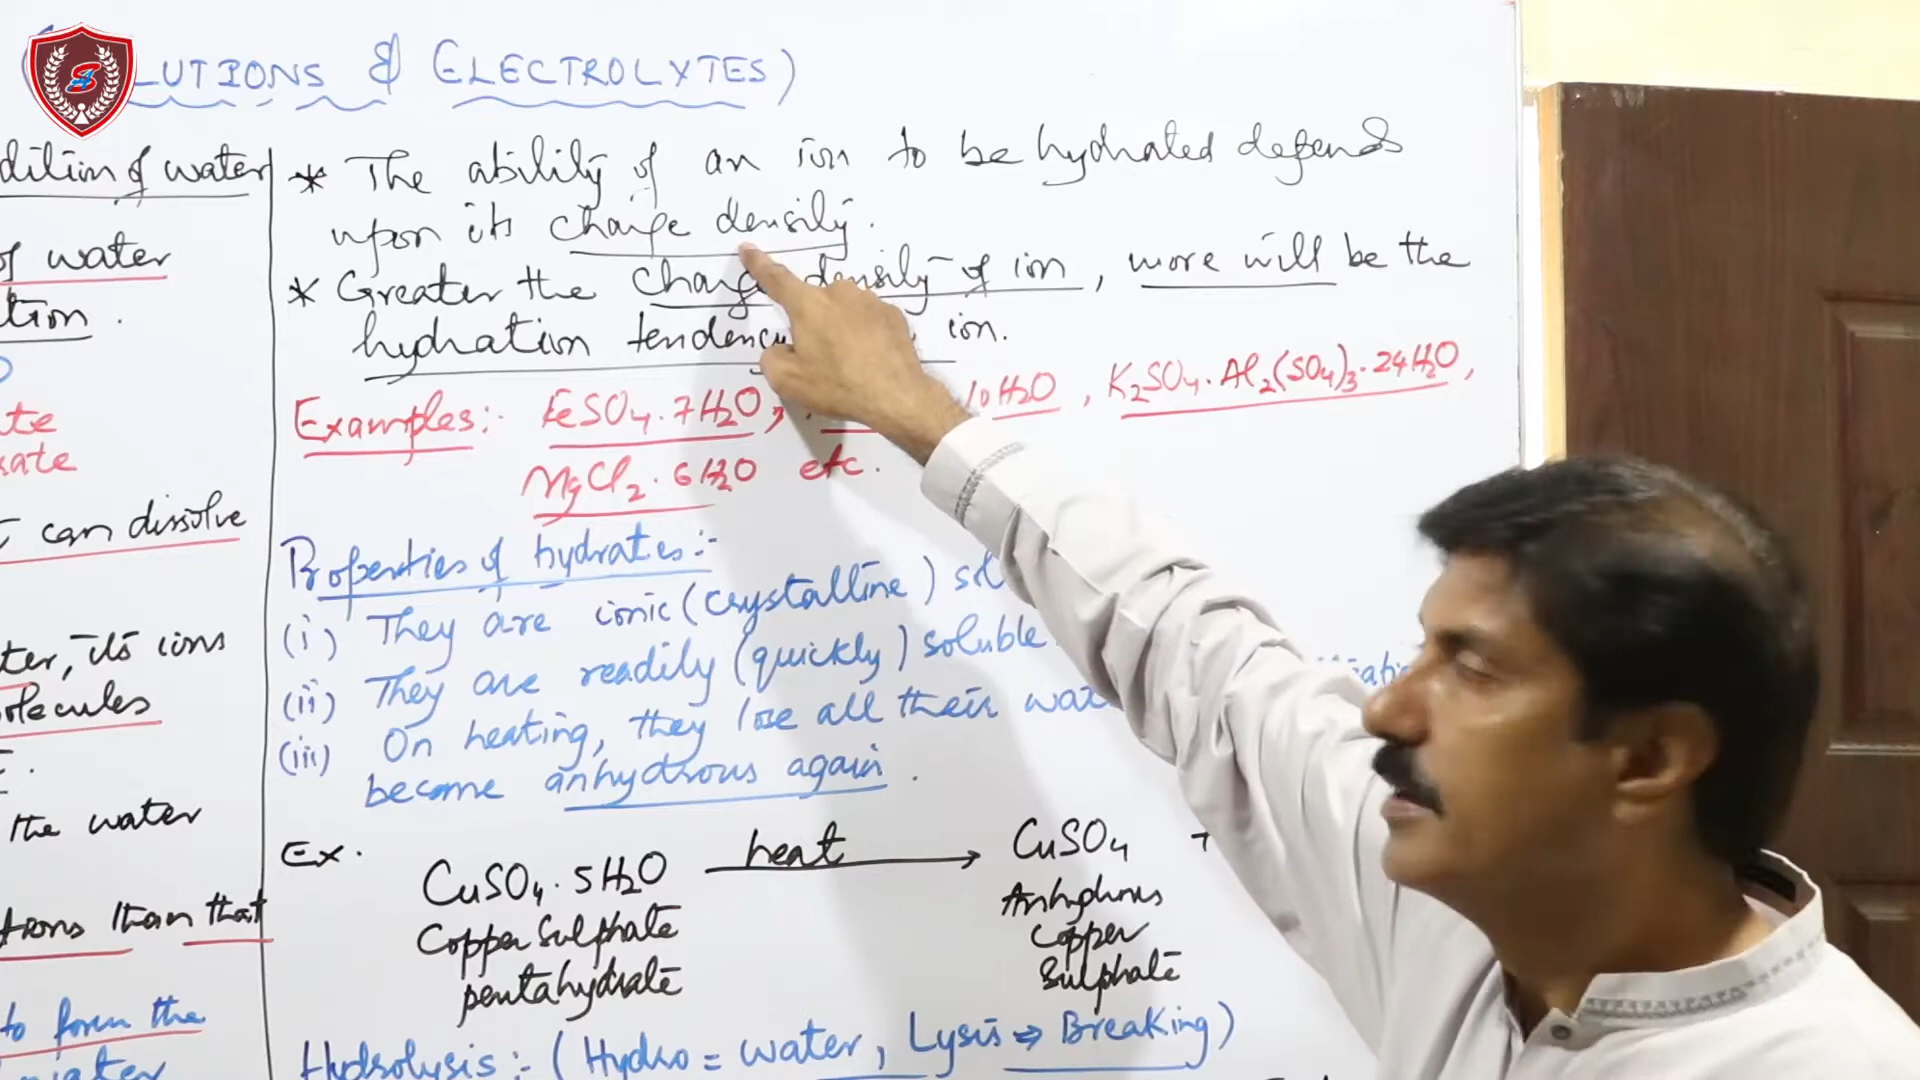 LUTIONS & ELECTROLYTES)
dition of water
of water
tion.
ate
rate
can dissolve
ter, its ions
olecules
the water
tions than that
to form the
water
* The ability of an ion to be hydrated depends
upon its charge density.
* Greater the charge density of ion, more will be the
hydration tendency ion.
Examples:- FeSO4.7H2O, 10H2O, K2SO4.Al2(SO4)3.24H2O,
MgCl2.6H2O etc.
Properties of hydrates:-
(i) They are ionic (crystalline) sol
(ii) They are readily (quickly) soluble
(iii) On heating, they lose all their wat
become anhydrous again.
Ex. CuSO4.5H2O heat CuSO4 +
Copper Sulphate
pentahydrate
Anhydrous
Copper
Sulphate
Hydrolysis:- (Hydro = water, Lysis ⇒ Breaking)